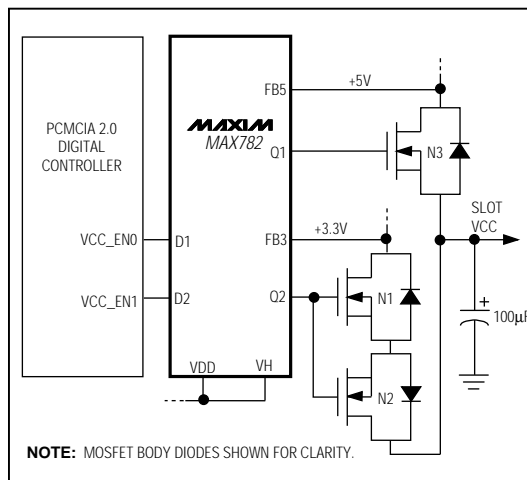 PCMCIA 2.0
DIGITAL
CONTROLLER
VCC_EN0
VCC_EN1
MAXIM
MAX782
FB5
Q1
D1
FB3
D2
Q2
VDD
VH
+5V
N3
SLOT
VCC
+3.3V
N1
+
100µF
N2
NOTE: MOSFET BODY DIODES SHOWN FOR CLARITY.